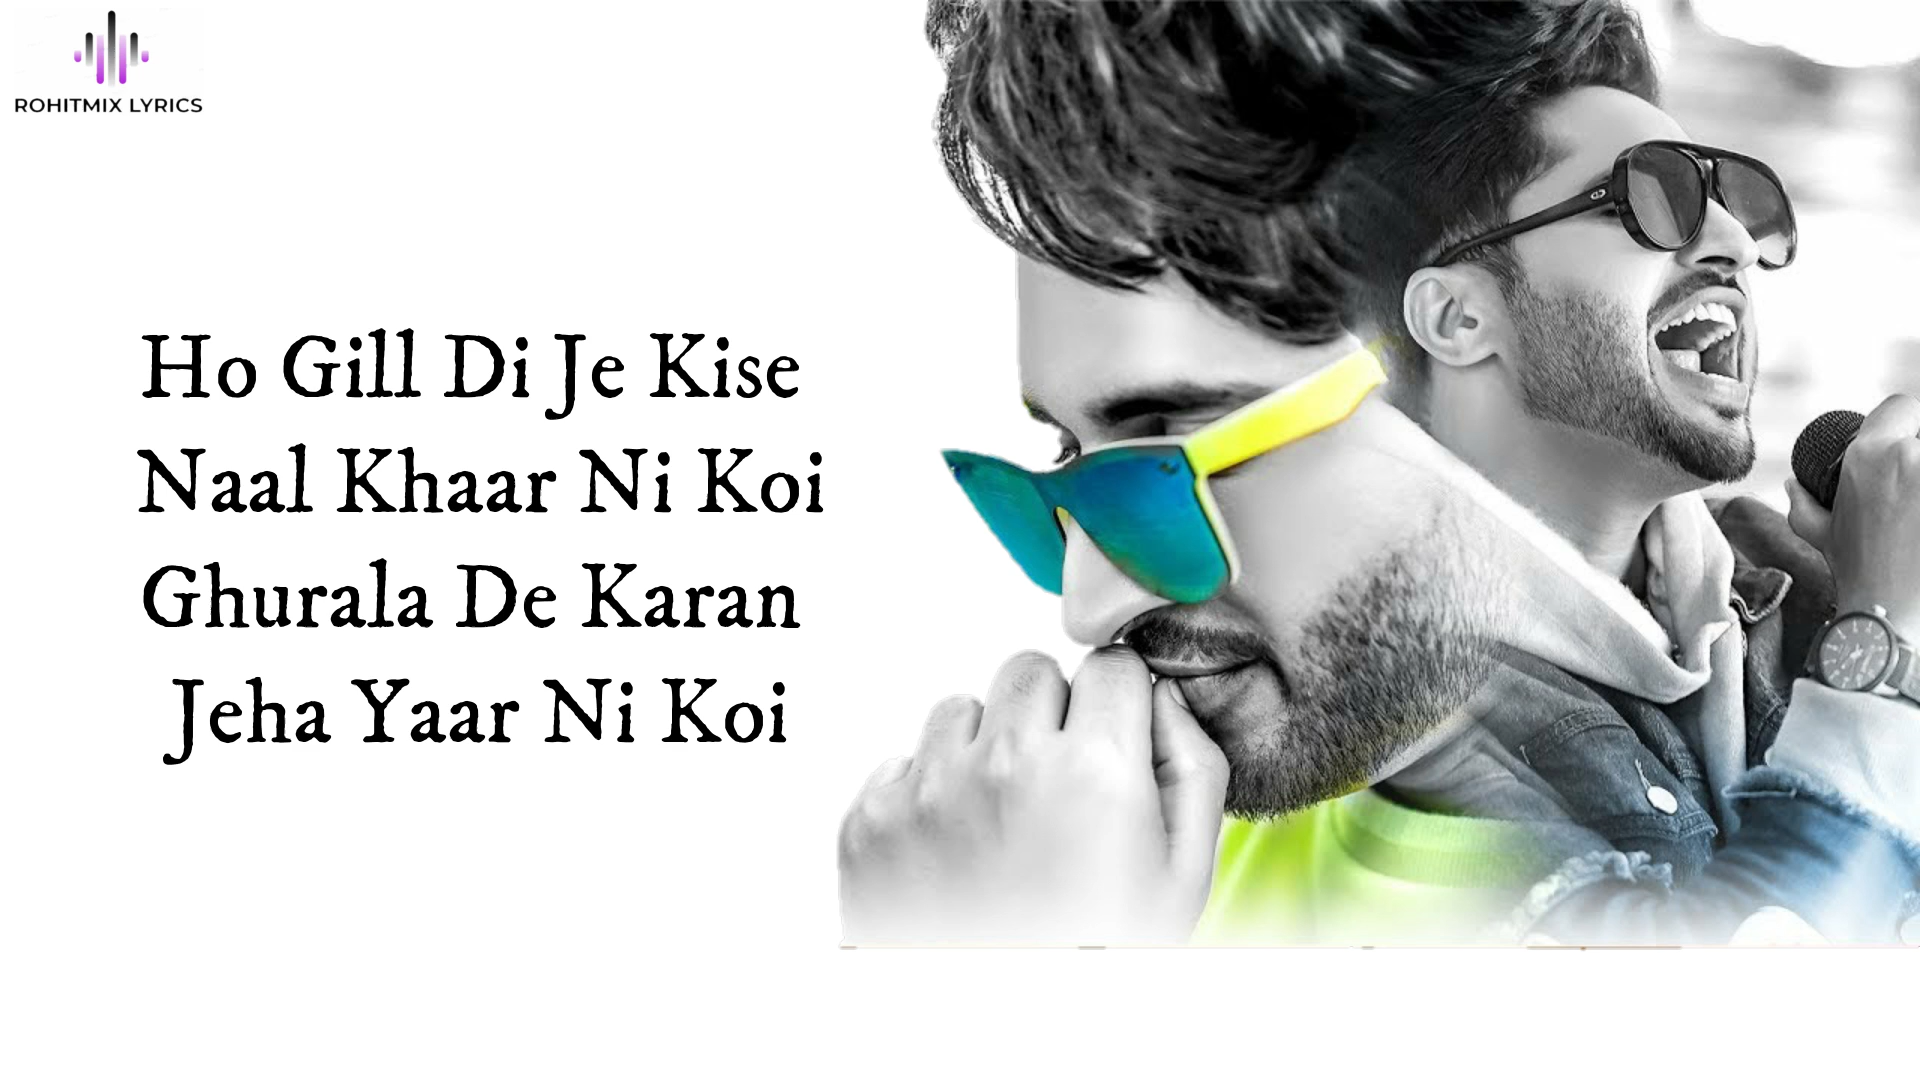 ROHITMIX LYRICS
Ho Gill Di Je Kise
Naal Khaar Ni Koi
Ghurala De Karan
Jeha Yaar Ni Koi